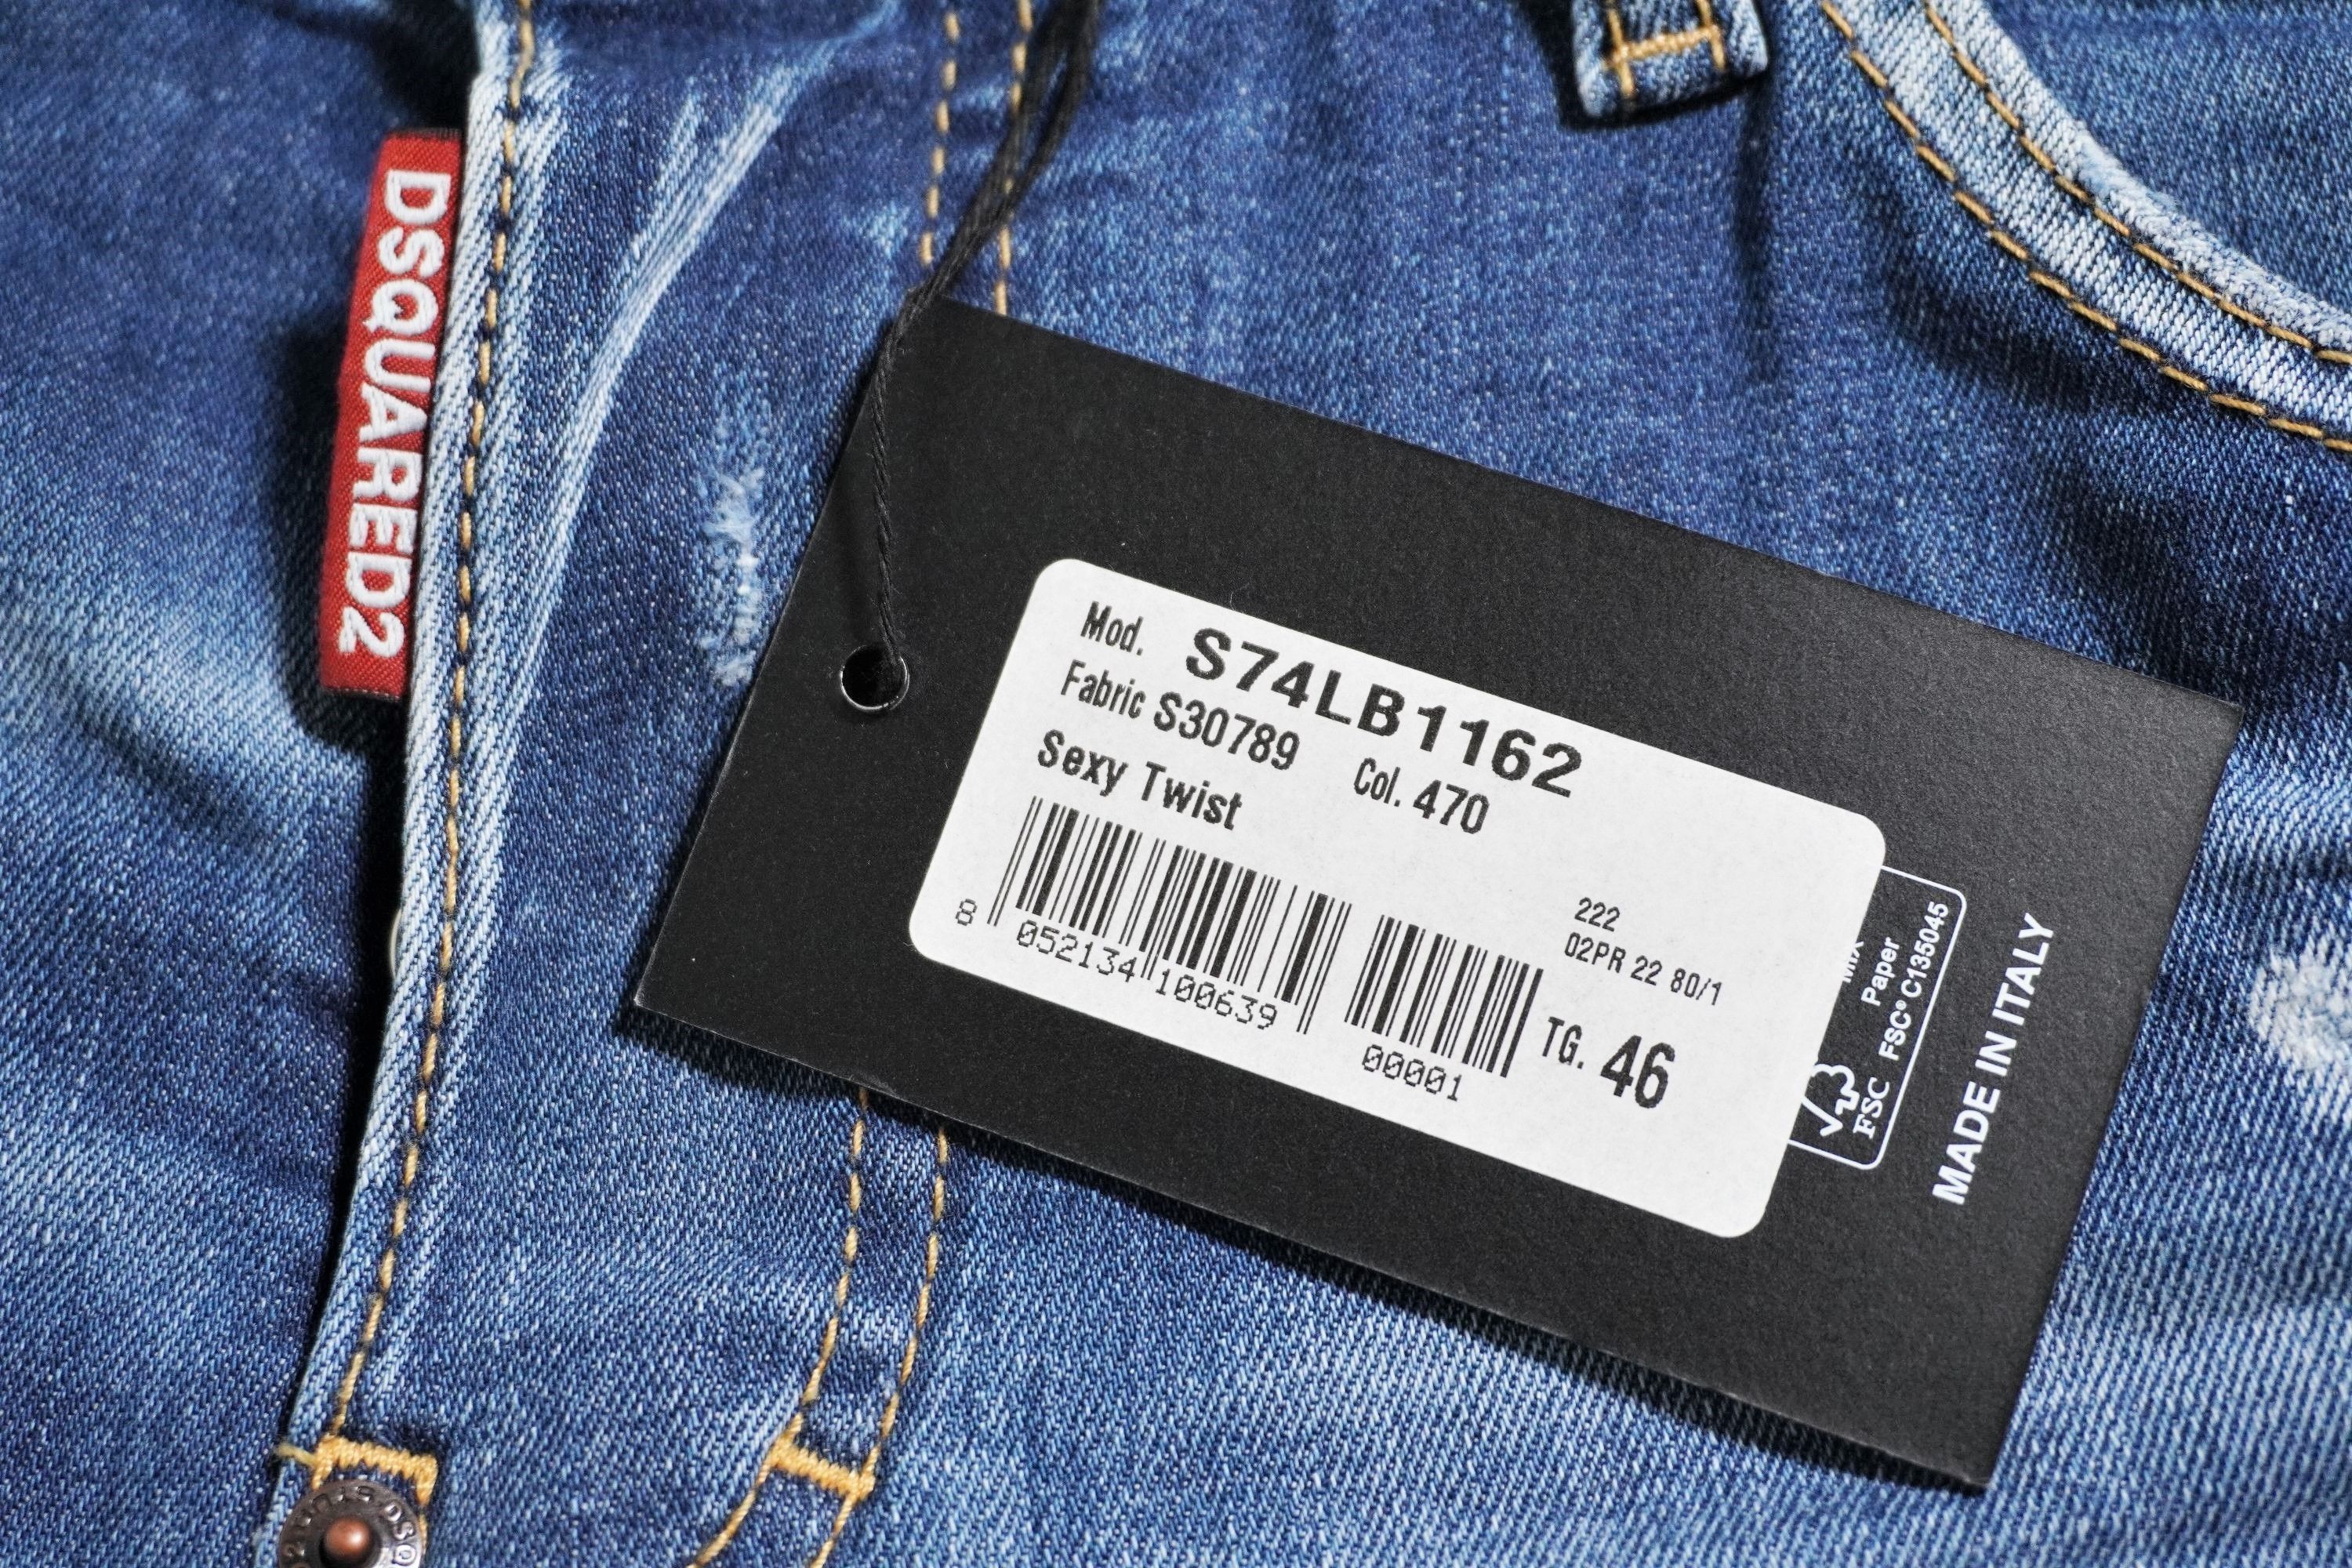 DSQUARED2
Mod. S74LB1162
Fabric S30789 Col. 470
Sexy Twist
8 052134 100639
00001
222
02PR 22 80/1
TG. 46
Paper
FSC® C135045
FSC
MADE IN ITALY